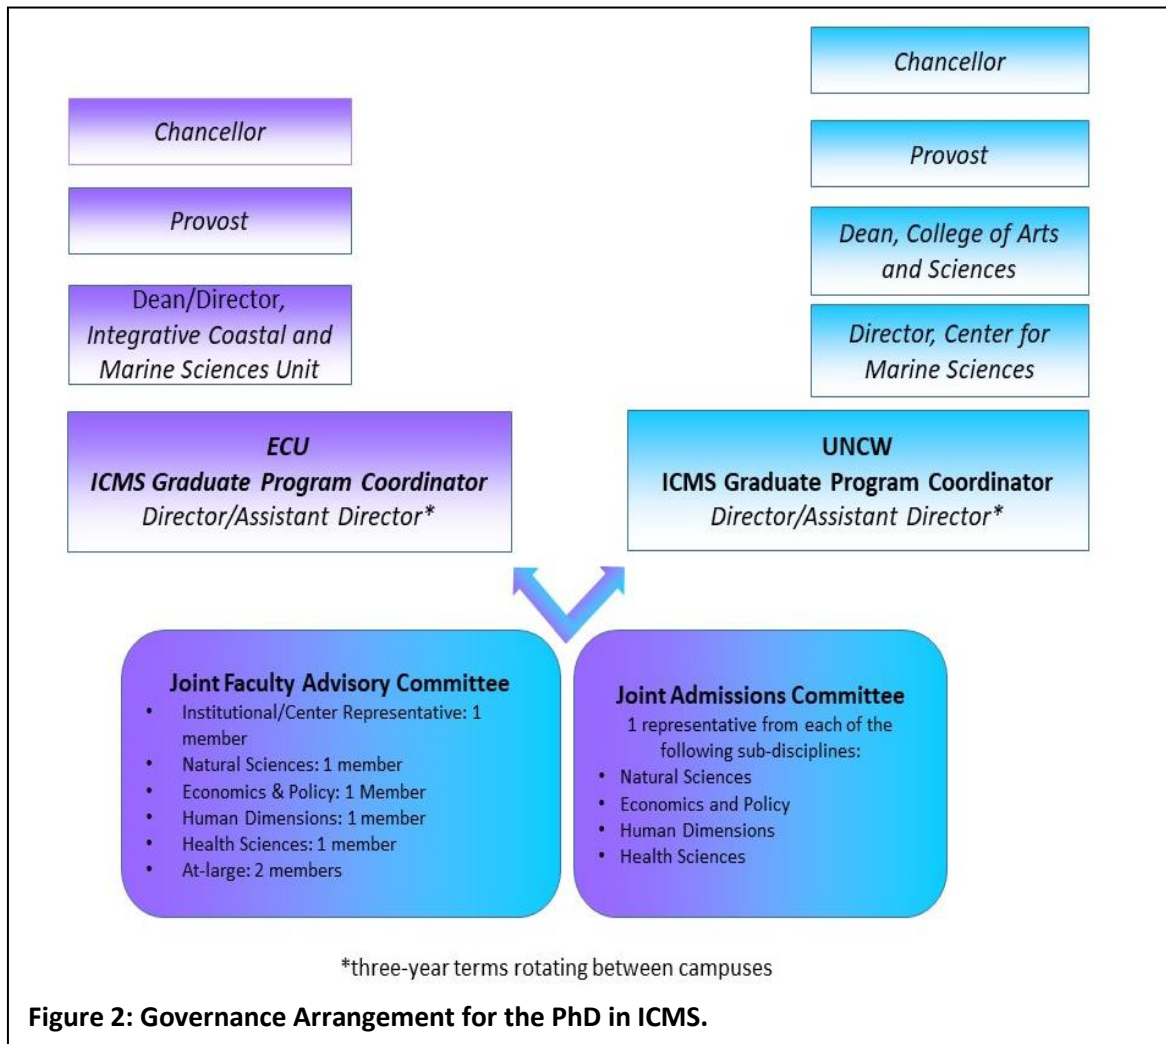 Chancellor
Provost
Dean/Director,
Integrative Coastal and
Marine Sciences Unit
ECU
ICMS Graduate Program Coordinator
Director/Assistant Director*
Chancellor
Provost
Dean, College of Arts
and Sciences
Director, Center for
Marine Sciences
UNCW
ICMS Graduate Program Coordinator
Director/Assistant Director*
Joint Faculty Advisory Committee
• Institutional/Center Representative: 1
member
• Natural Sciences: 1 member
• Economics & Policy: 1 Member
• Human Dimensions: 1 member
• Health Sciences: 1 member
• At-large: 2 members
Joint Admissions Committee
1 representative from each of the
following sub-disciplines:
• Natural Sciences
• Economics and Policy
• Human Dimensions
• Health Sciences
*three-year terms rotating between campuses
Figure 2: Governance Arrangement for the PhD in ICMS.